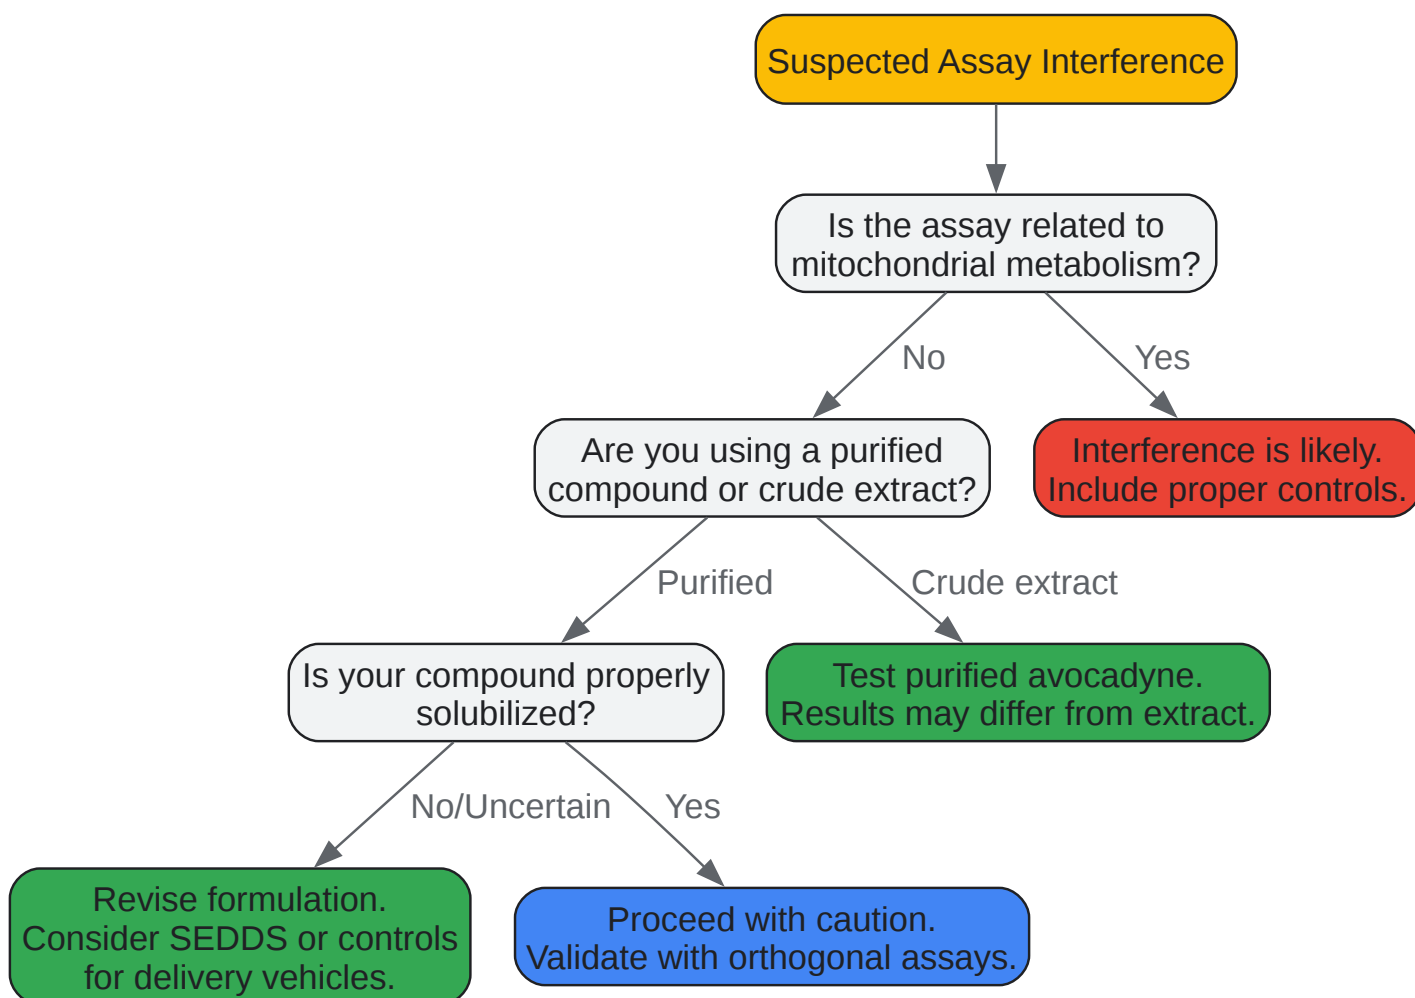 Suspected Assay Interference
Is the assay related to
mitochondrial metabolism?
No
Yes
Are you using a purified
compound or crude extract?
Interference is likely.
Include proper controls.
Purified
Crude extract
Is your compound properly
solubilized?
Test purified avocadyne.
Results may differ from extract.
No/Uncertain
Yes
Revise formulation.
Consider SEDDS or controls
for delivery vehicles.
Proceed with caution.
Validate with orthogonal assays.